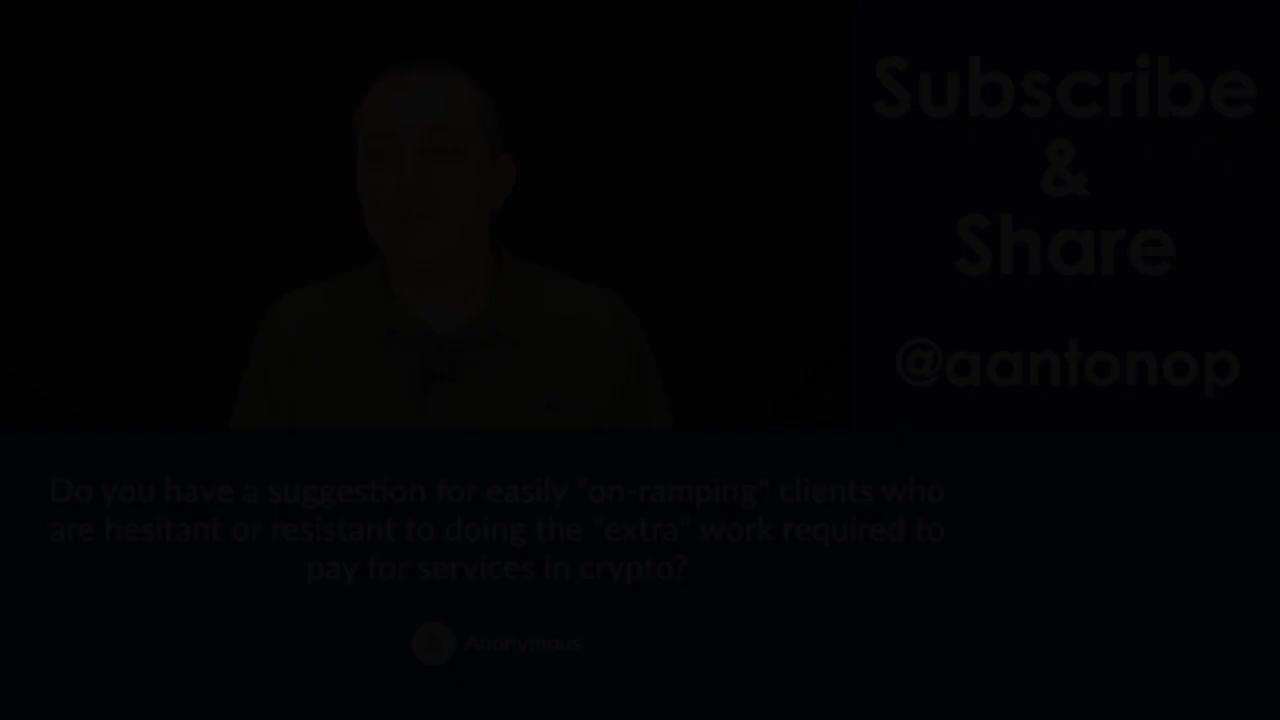 Subscribe
&
Share
@aantonop
Do you have a suggestion for easily "on-ramping" clients who
are hesitant or resistant to doing the "extra" work required to
pay for services in crypto?
Anonymous